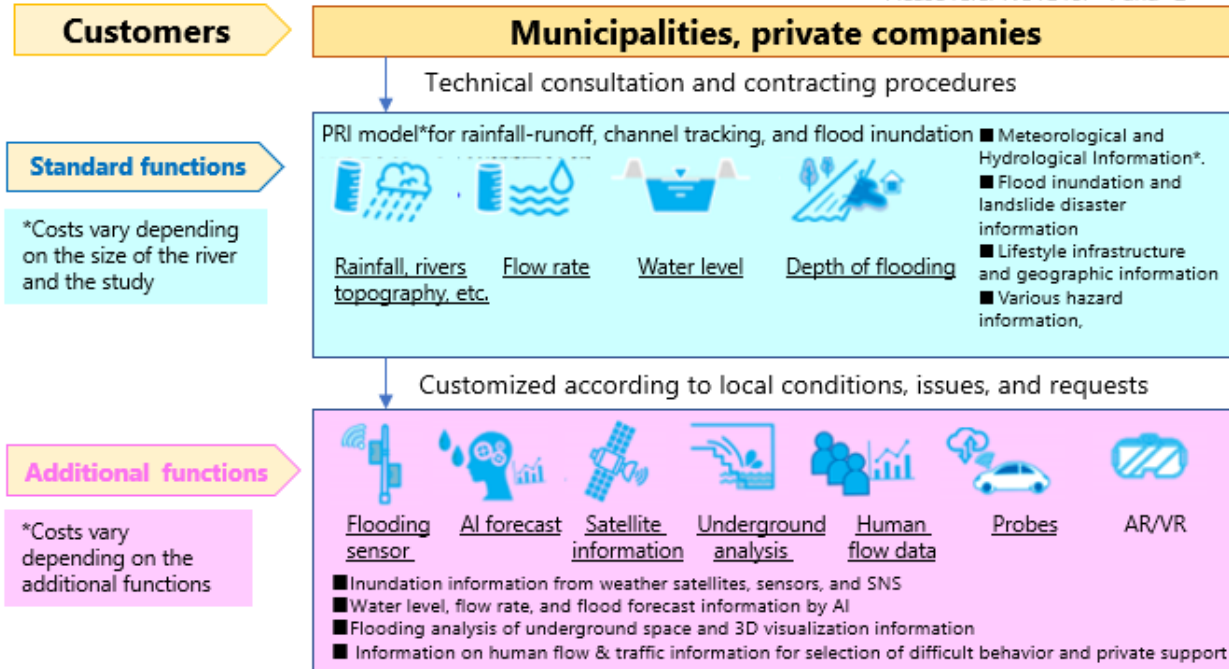 Customers
Municipalities, private companies
Technical consultation and contracting procedures
Standard functions
*Costs vary depending
on the size of the river
and the study
PRI model*for rainfall-runoff, channel tracking, and flood inundation
Rainfall, rivers
topography, etc.
Flow rate
Water level
Depth of flooding
■ Meteorological and
Hydrological Information*.
■ Flood inundation and
landslide disaster
information
■ Lifestyle infrastructure
and geographic information
■ Various hazard
information,
Customized according to local conditions, issues, and requests
Additional functions
*Costs vary
depending on the
additional functions
Flooding
sensor
AI forecast
Satellite
information
Underground
analysis
Human
flow data
Probes
AR/VR
■Inundation information from weather satellites, sensors, and SNS
■Water level, flow rate, and flood forecast information by AI
■Flooding analysis of underground space and 3D visualization information
■ Information on human flow & traffic information for selection of difficult behavior and private support